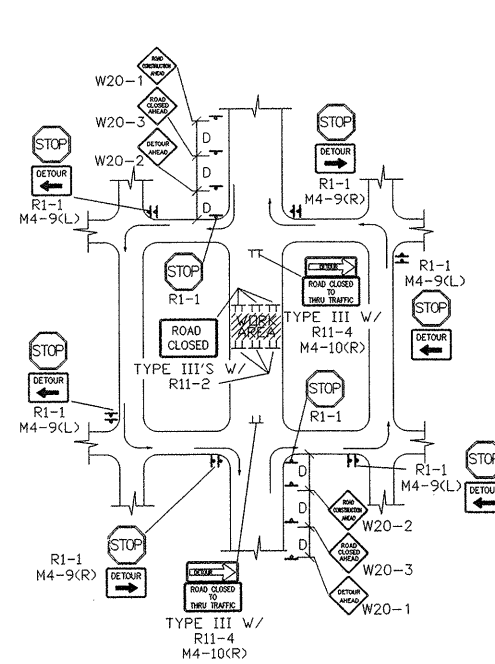 ROAD
CONSTRUCTION
AHEAD
W20-1
ROAD
CLOSED
AHEAD
W20-3
DETOUR
AHEAD
W20-2
D
D
D
STOP
DETOUR
R1-1
M4-9(L)
STOP
DETOUR
R1-1
M4-9(R)
STOP
R1-1
DETOUR
ROAD CLOSED
TO
THRU TRAFFIC
TYPE III W/
R11-4
M4-10(R)
R1-1
M4-9(L)
STOP
DETOUR
ROAD
CLOSED
WORK
AREA
TYPE III'S W/
R11-2
STOP
DETOUR
R1-1
M4-9(L)
STOP
R1-1
D
D
D
R1-1
M4-9(L)
STOP
DETOUR
ROAD
CONSTRUCTION
AHEAD
W20-2
ROAD
CLOSED
AHEAD
W20-3
DETOUR
AHEAD
W20-1
R1-1
M4-9(R)
STOP
DETOUR
DETOUR
ROAD CLOSED
TO
THRU TRAFFIC
TYPE III W/
R11-4
M4-10(R)